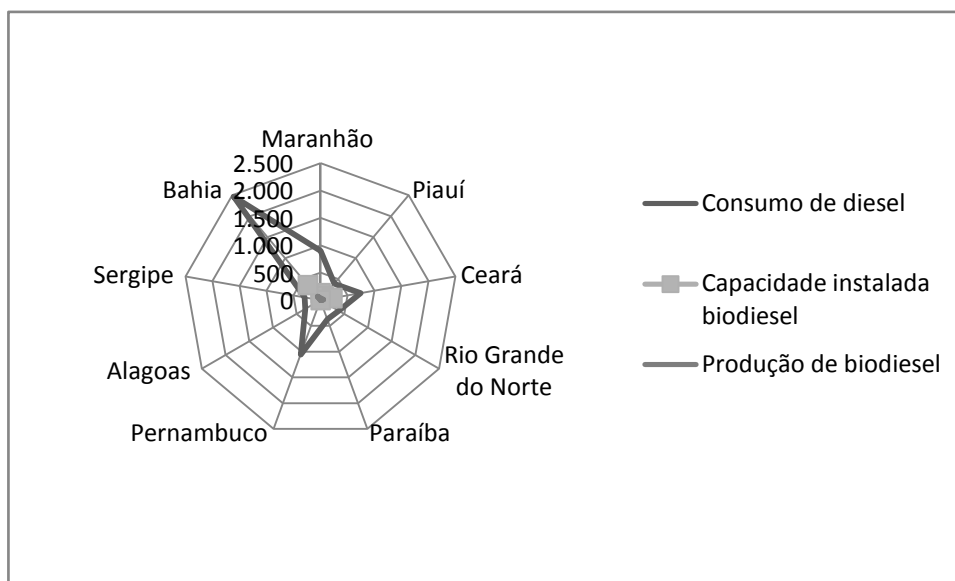 Maranhão
2.500
Piauí
Bahia
2.000
1.500
Sergipe
1.000
Ceará
500
0
Rio Grande
do Norte
Alagoas
Pernambuco
Paraíba
Consumo de diesel
Capacidade instalada
biodiesel
Produção de biodiesel